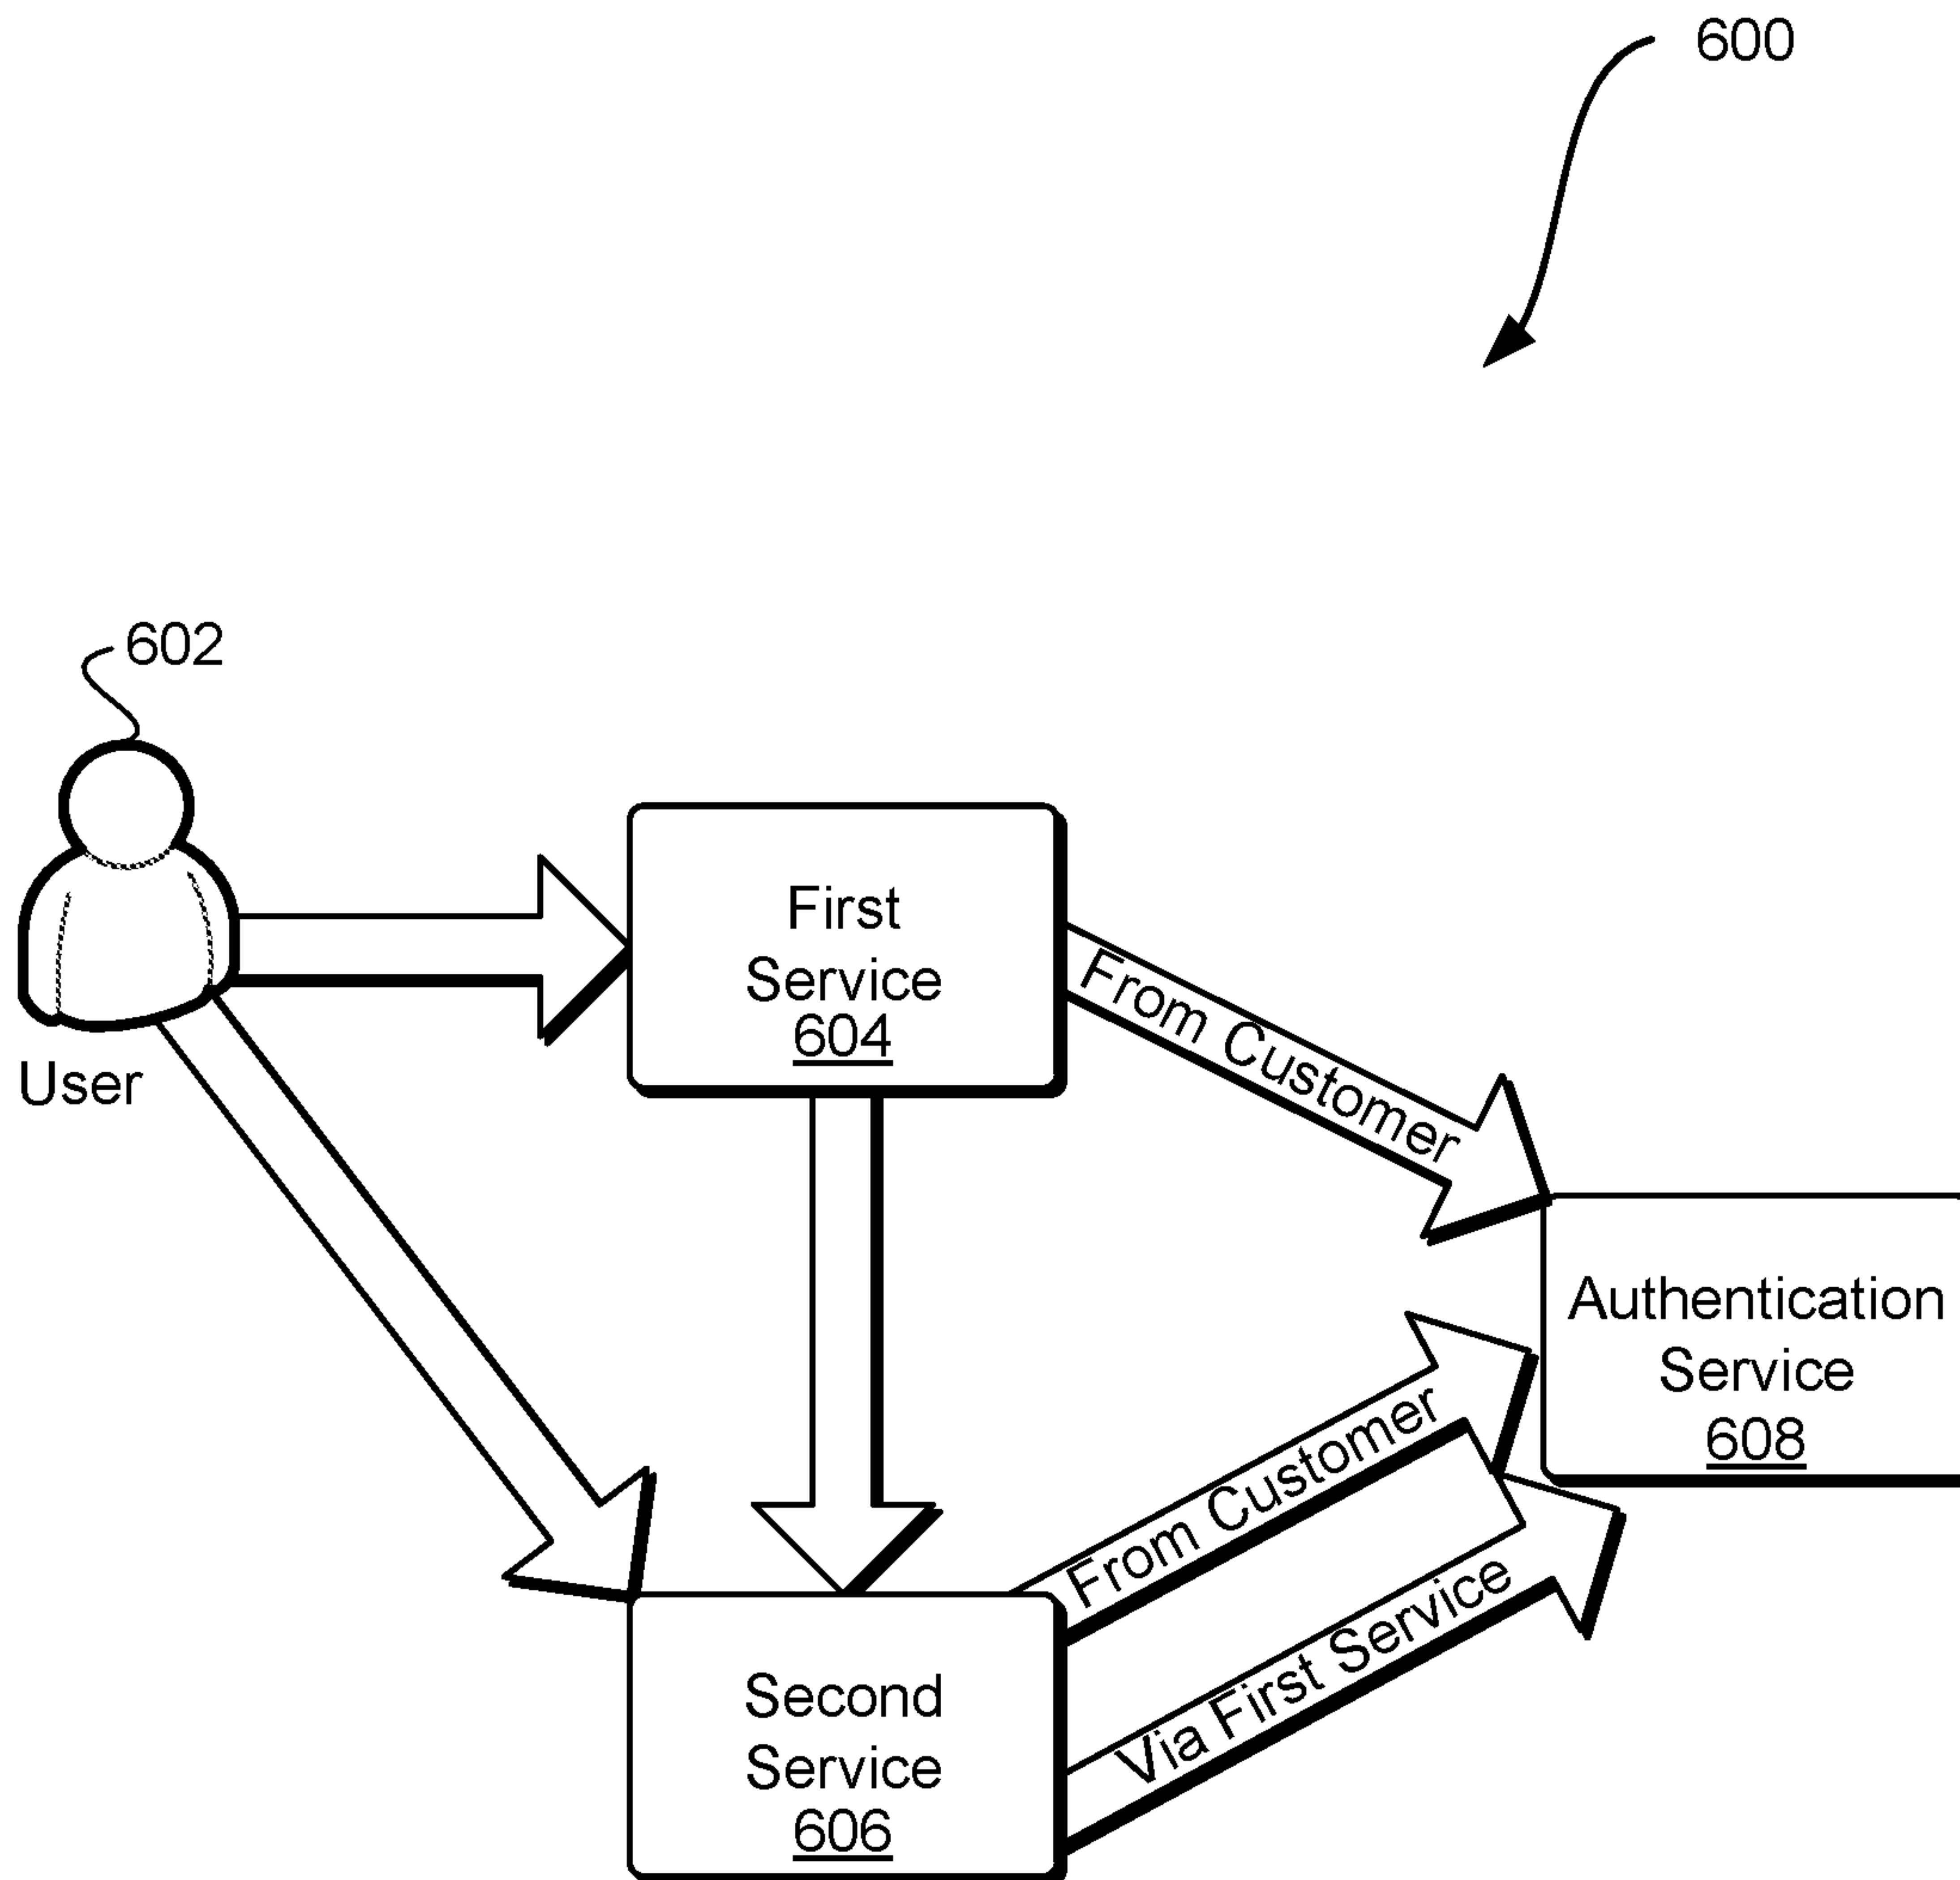 600
602
User
First
Service
604
From Customer
Authentication
Service
608
From Customer
Via First Service
Second
Service
606